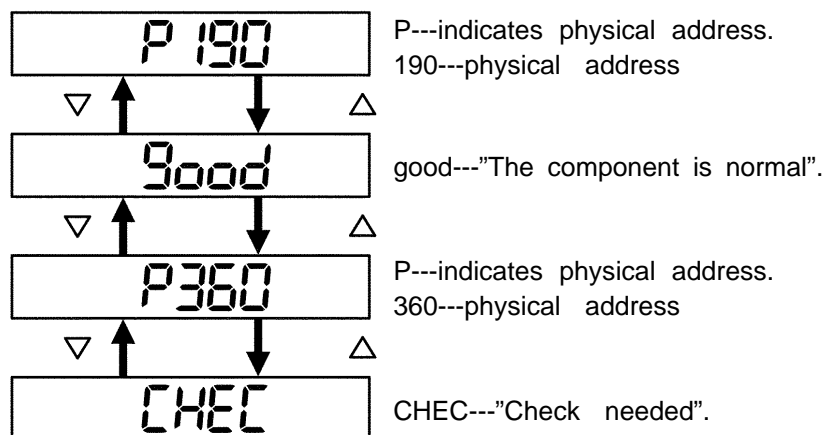 P190
P---indicates physical address.
190---physical address
▽ △
good
good---”The component is normal”.
▽ △
P360
P---indicates physical address.
360---physical address
▽ △
CHEC
CHEC---”Check needed”.